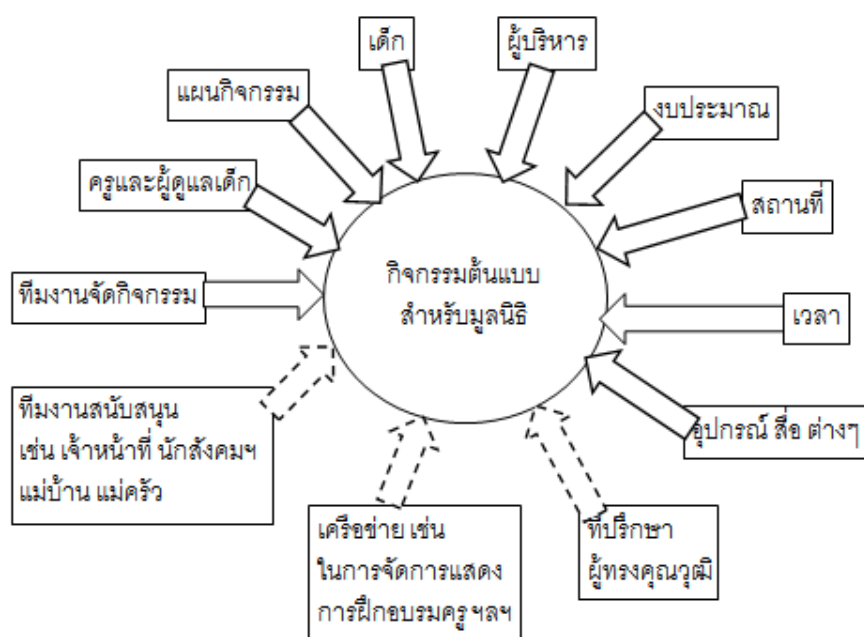 เด็ก
ผู้บริหาร
แผนกิจกรรม
งบประมาณ
ครูและผู้ดูแลเด็ก
สถานที่
กิจกรรมต้นแบบ
สำหรับมูลนิธิ
ทีมงานจัดกิจกรรม
เวลา
ทีมงานสนับสนุน
เช่น เจ้าหน้าที่ นักสังคมฯ
แม่บ้าน แม่ครัว
อุปกรณ์ สื่อ ต่างๆ
เครือข่าย เช่น
ในการจัดการแสดง
การฝึกอบรมครู ฯลฯ
ที่ปรึกษา
ผู้ทรงคุณวุฒิ